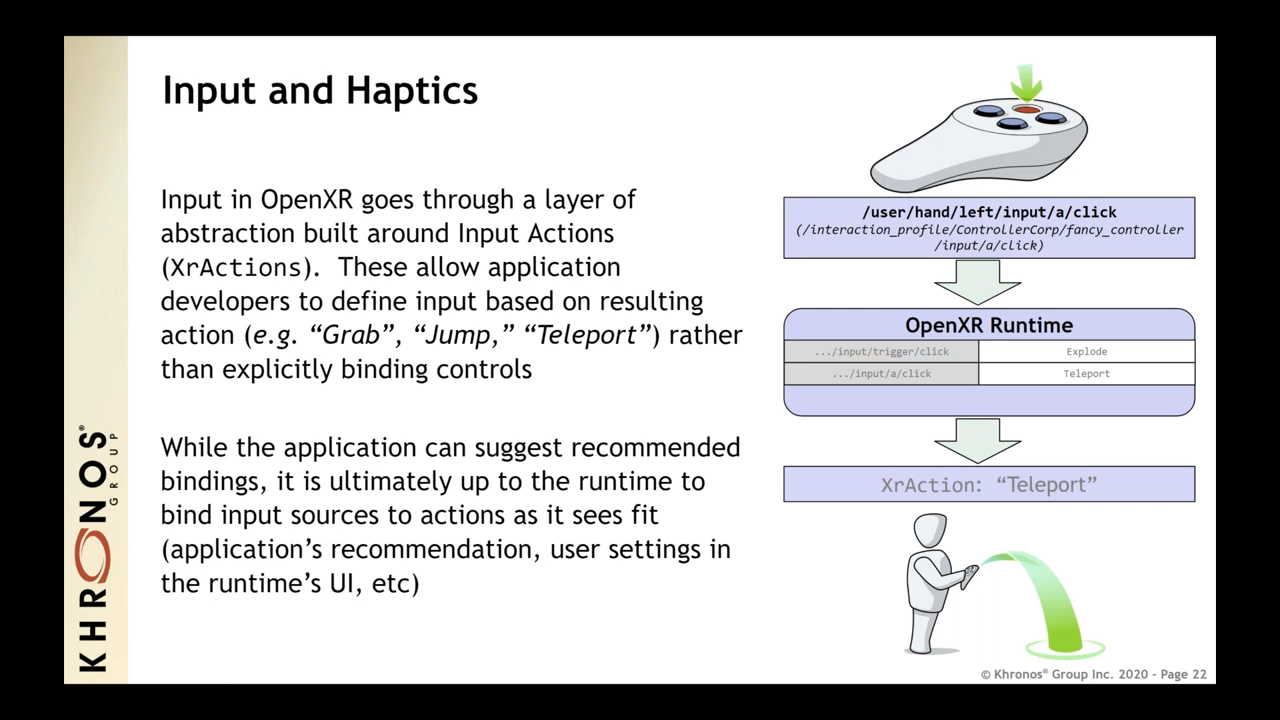 Input and Haptics
Input in OpenXR goes through a layer of
abstraction built around Input Actions
(XrActions). These allow application
developers to define input based on resulting
action (e.g. “Grab”, “Jump,” “Teleport”) rather
than explicitly binding controls
While the application can suggest recommended
bindings, it is ultimately up to the runtime to
bind input sources to actions as it sees fit
(application’s recommendation, user settings in
the runtime’s UI, etc)
/user/hand/left/input/a/click
(/interaction_profile/ControllerCorp/fancy_controller
/input/a/click)
OpenXR Runtime
.../input/trigger/click Explode
.../input/a/click Teleport
XrAction: “Teleport”
KHRONOS®
GROUP
© Khronos® Group Inc. 2020 - Page 22